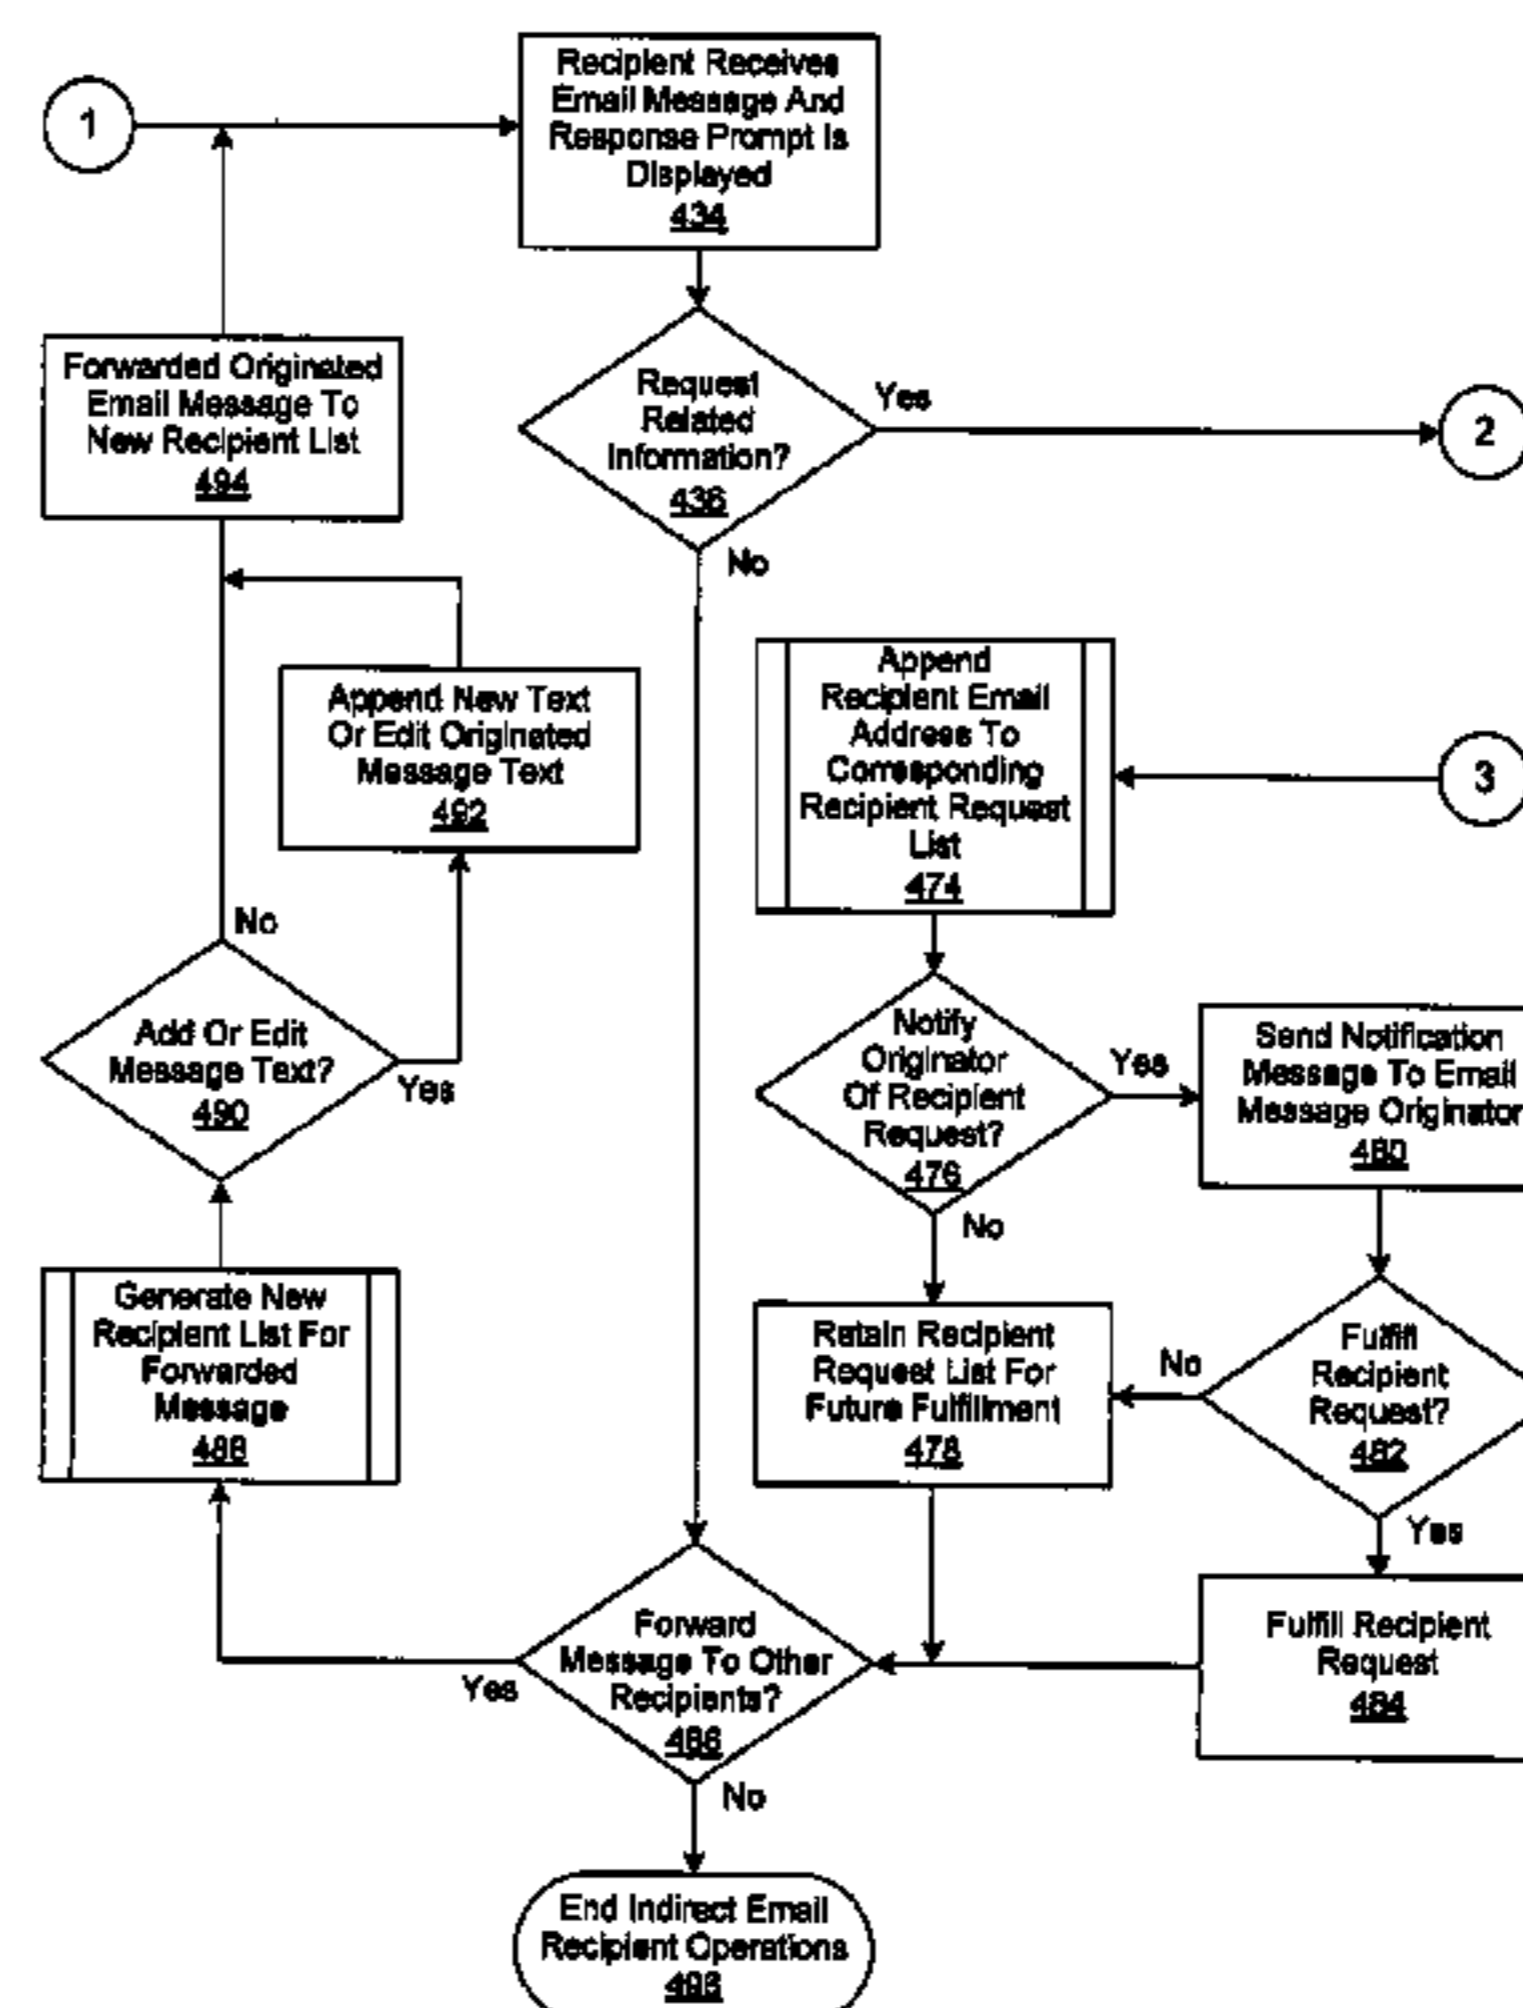 1
Recipient Receives
Email Message And
Response Prompt Is
Displayed
434
Forwarded Originated
Email Message To
New Recipient List
494
Request
Related
Information?
436
Yes
2
No
Append New Text
Or Edit Originated
Message Text
492
Append
Recipient Email
Address To
Corresponding
Recipient Request
List
474
3
No
Add Or Edit
Message Text?
490
Yes
Notify
Originator
Of Recipient
Request?
476
Yes
Send Notification
Message To Email
Message Originator
480
No
Generate New
Recipient List For
Forwarded
Message
488
Retain Recipient
Request List For
Future Fulfillment
478
No
Fulfill
Recipient
Request?
482
Yes
Forward
Message To Other
Recipients?
486
Yes
Fulfill Recipient
Request
484
No
End Indirect Email
Recipient Operations